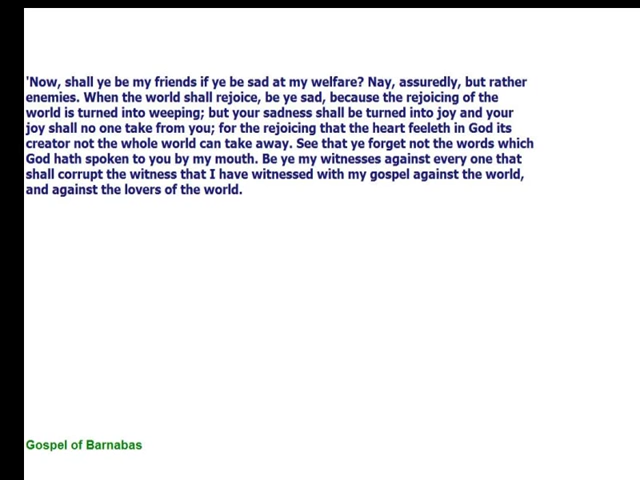 'Now, shall ye be my friends if ye be sad at my welfare? Nay, assuredly, but rather
enemies. When the world shall rejoice, be ye sad, because the rejoicing of the
world is turned into weeping; but your sadness shall be turned into joy and your
joy shall no one take from you; for the rejoicing that the heart feeleth in God its
creator not the whole world can take away. See that ye forget not the words which
God hath spoken to you by my mouth. Be ye my witnesses against every one that
shall corrupt the witness that I have witnessed with my gospel against the world,
and against the lovers of the world.
Gospel of Barnabas